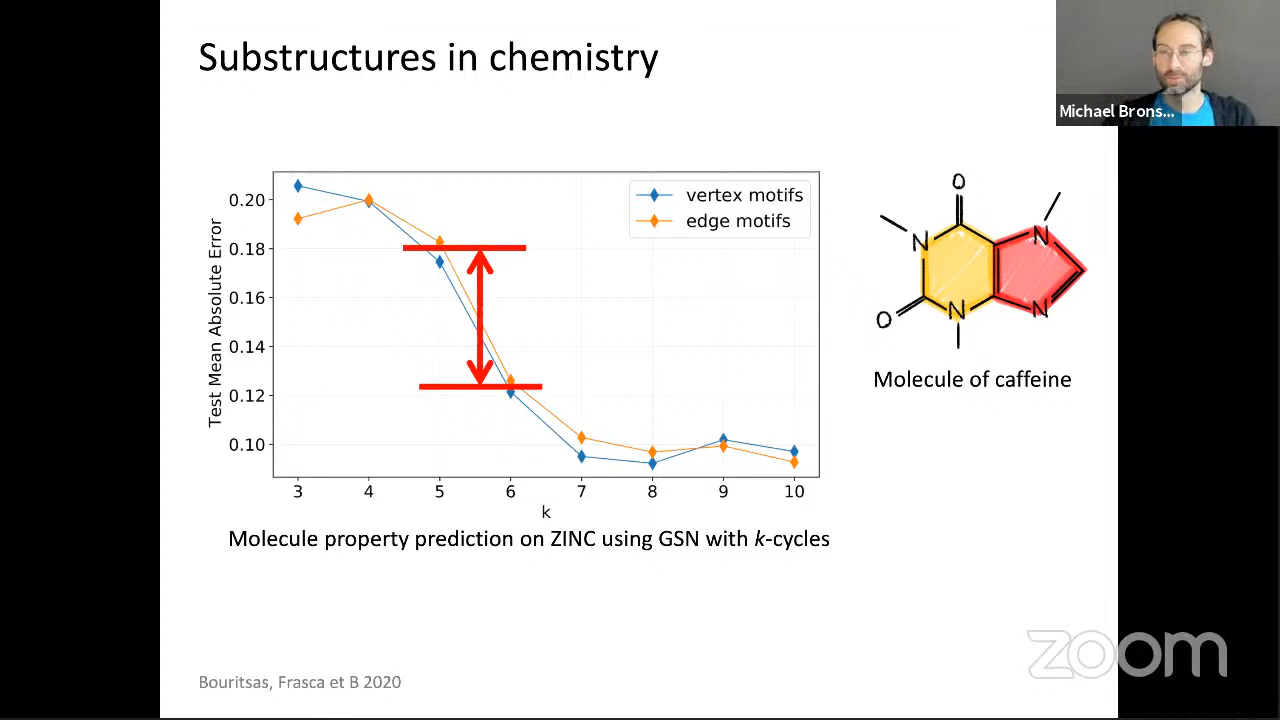 Substructures in chemistry
Michael Brons...
0.20
0.18
0.16
0.14
0.12
0.10
Test Mean Absolute Error
vertex motifs
edge motifs
3 4 5 6 7 8 9 10
k
Molecule property prediction on ZINC using GSN with k-cycles
O
N
N
O
N
N
Molecule of caffeine
Bouritsas, Frasca et B 2020
zoom